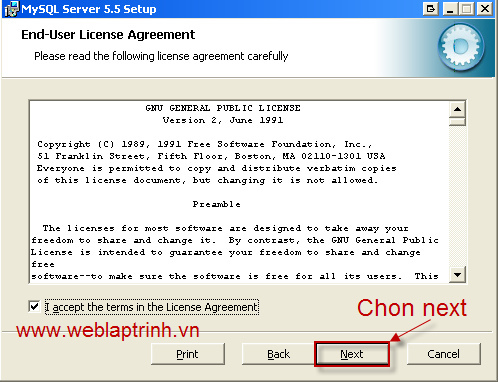 MySQL Server 5.5 Setup
End-User License Agreement
Please read the following license agreement carefully
GNU GENERAL PUBLIC LICENSE
Version 2, June 1991
Copyright (C) 1989, 1991 Free Software Foundation, Inc.,
51 Franklin Street, Fifth Floor, Boston, MA 02110-1301 USA
Everyone is permitted to copy and distribute verbatim copies
of this license document, but changing it is not allowed.
Preamble
The licenses for most software are designed to take away your
freedom to share and change it. By contrast, the GNU General Public
License is intended to guarantee your freedom to share and change
free
software--to make sure the software is free for all its users. This
I accept the terms in the License Agreement
Chon next
www.weblaptrinh.vn
Print Back Next Cancel